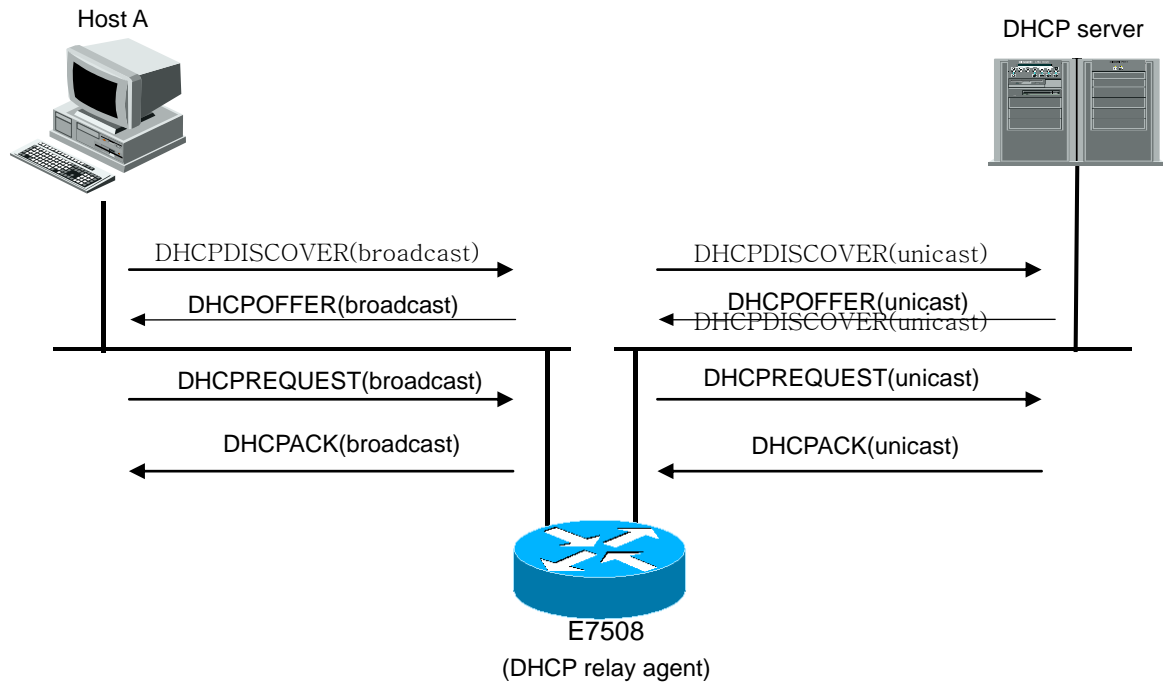 Host A
DHCP server
DHCPDISCOVER(broadcast)
DHCPDISCOVER(unicast)
DHCPOFFER(broadcast)
DHCPOFFER(unicast)
DHCPDISCOVER(unicast)
DHCPREQUEST(broadcast)
DHCPREQUEST(unicast)
DHCPACK(broadcast)
DHCPACK(unicast)
E7508
(DHCP relay agent)